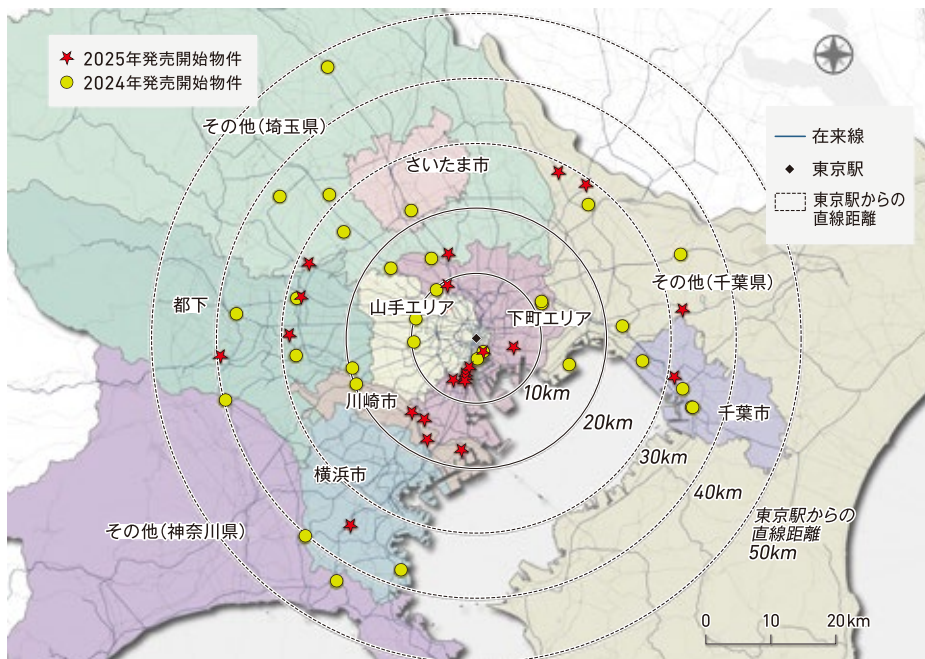 2025年発売開始物件
2024年発売開始物件
その他(埼玉県)
さいたま市
在来線
東京駅
東京駅からの
直線距離
都下
山手エリア
下町エリア
その他(千葉県)
川崎市
10km
20km
千葉市
30km
横浜市
40km
その他(神奈川県)
東京駅からの
直線距離
50km
0 10 20km